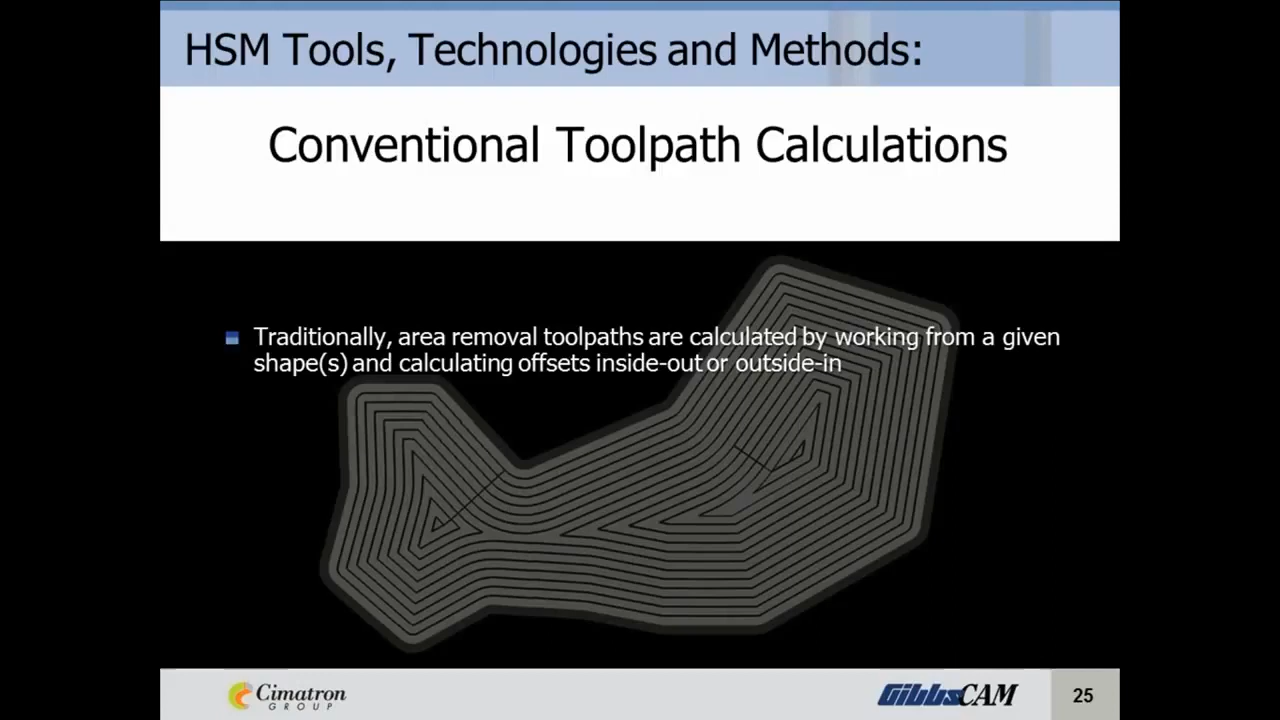 HSM Tools, Technologies and Methods:
Conventional Toolpath Calculations
Traditionally, area removal toolpaths are calculated by working from a given
shape(s) and calculating offsets inside-out or outside-in
Cimatron
GROUP
GibbsCAM
25